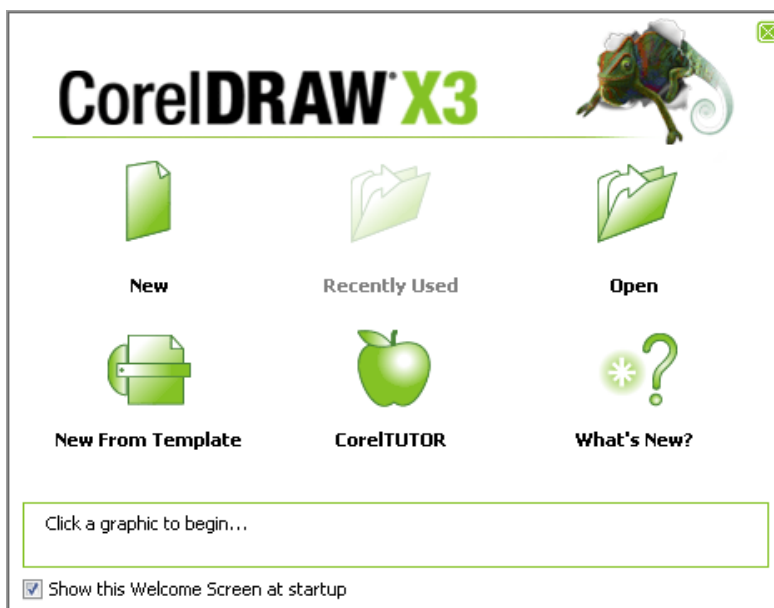 CorelDRAW X3
New
Recently Used
Open
New From Template
CorelTUTOR
What's New?
Click a graphic to begin...
Show this Welcome Screen at startup